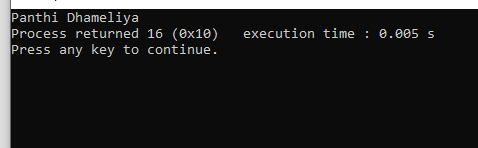 Panthi Dhameliya
Process returned 16 (0x10)   execution time : 0.005 s
Press any key to continue.